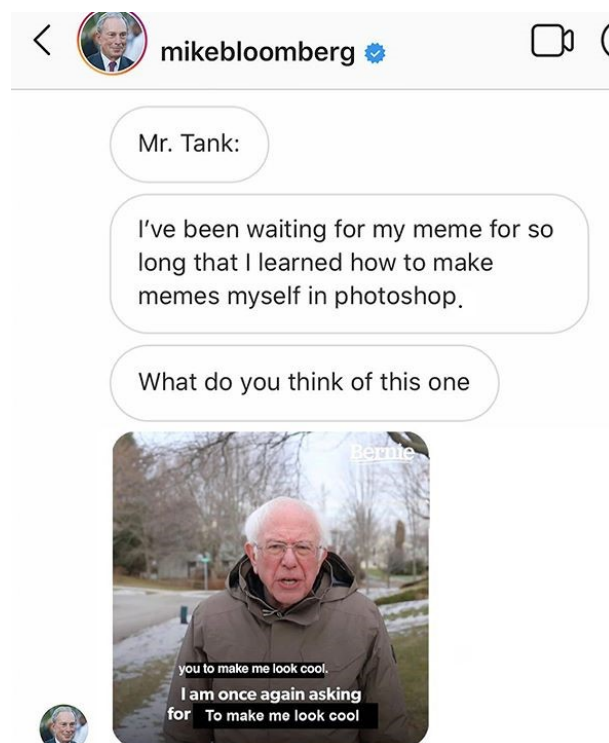 mikebloomberg
Mr. Tank:
I've been waiting for my meme for so
long that I learned how to make
memes myself in photoshop.
What do you think of this one
Bernie
you to make me look cool.
I am once again asking
for To make me look cool